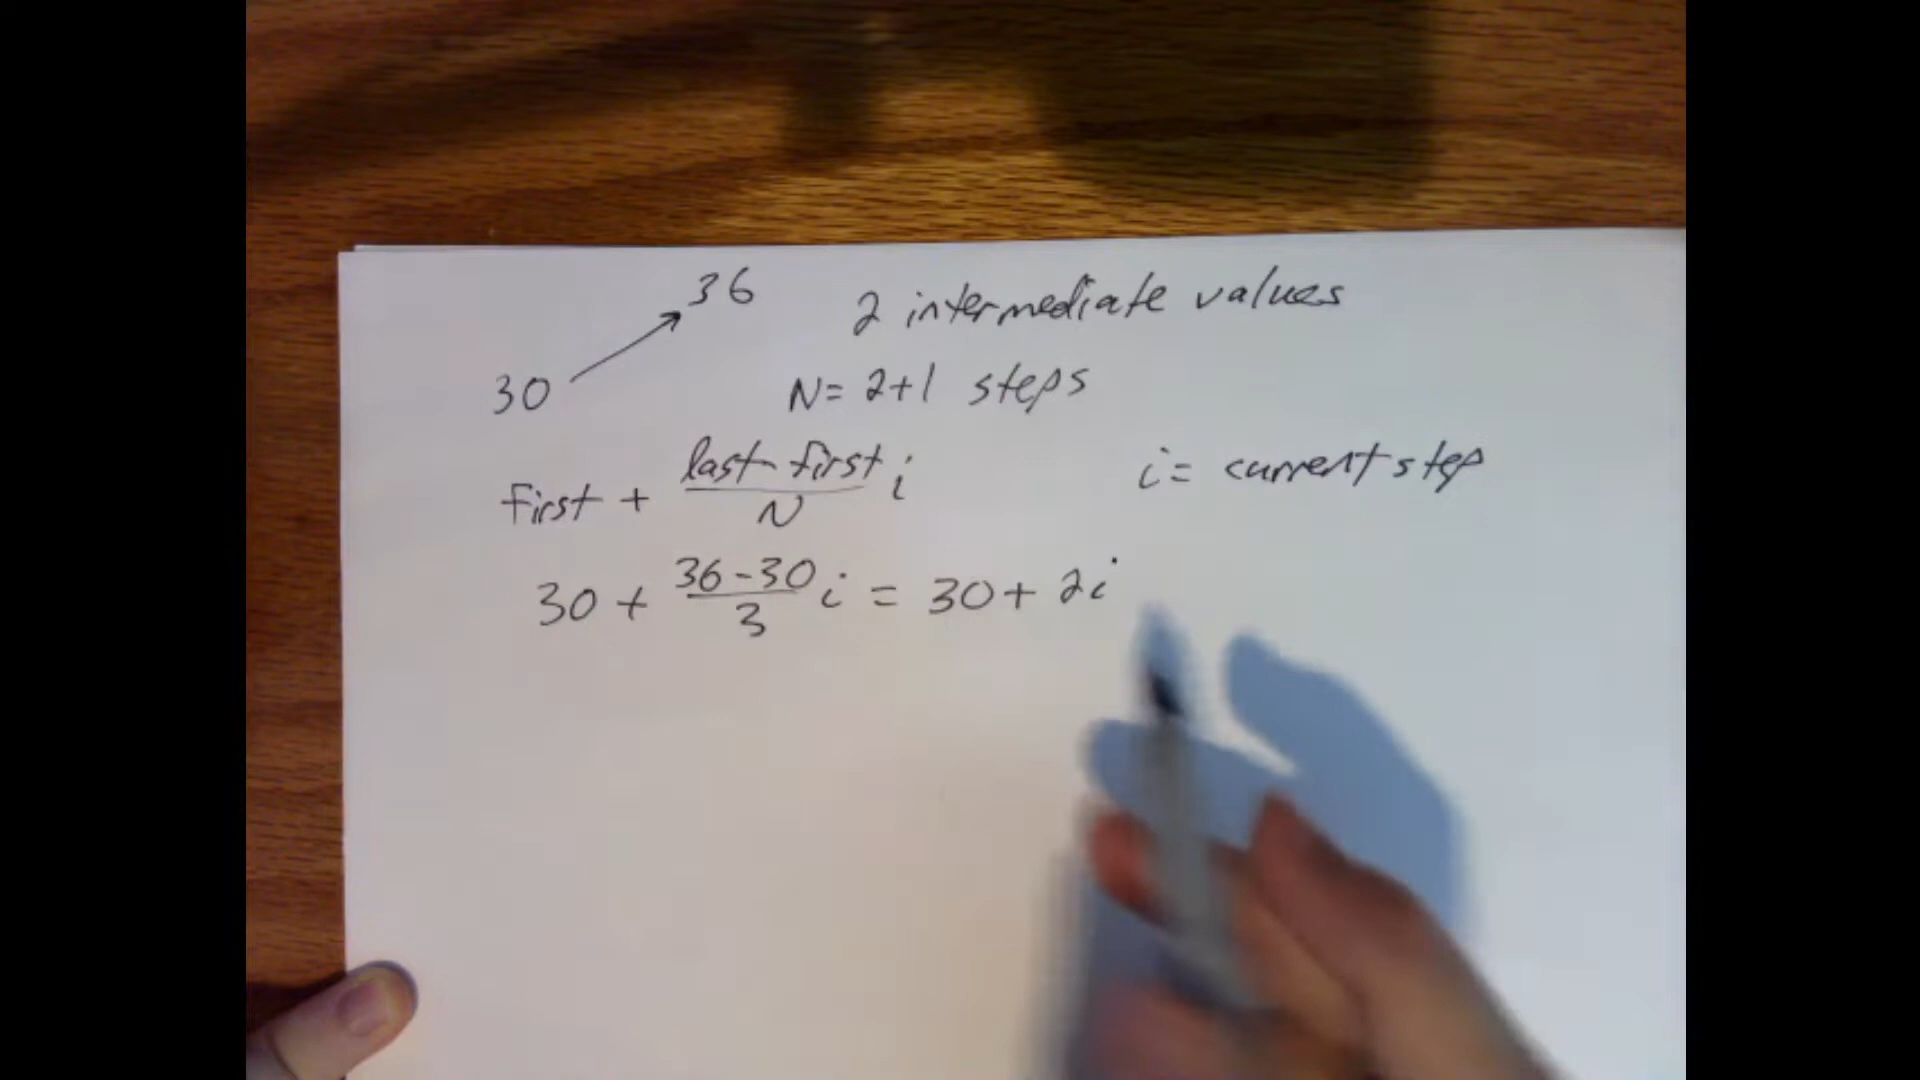 36 2 intermediate values
30 N= 2+1 steps
first + last-first/N i i= current step
30 + 36-30/3 i = 30+ 2i